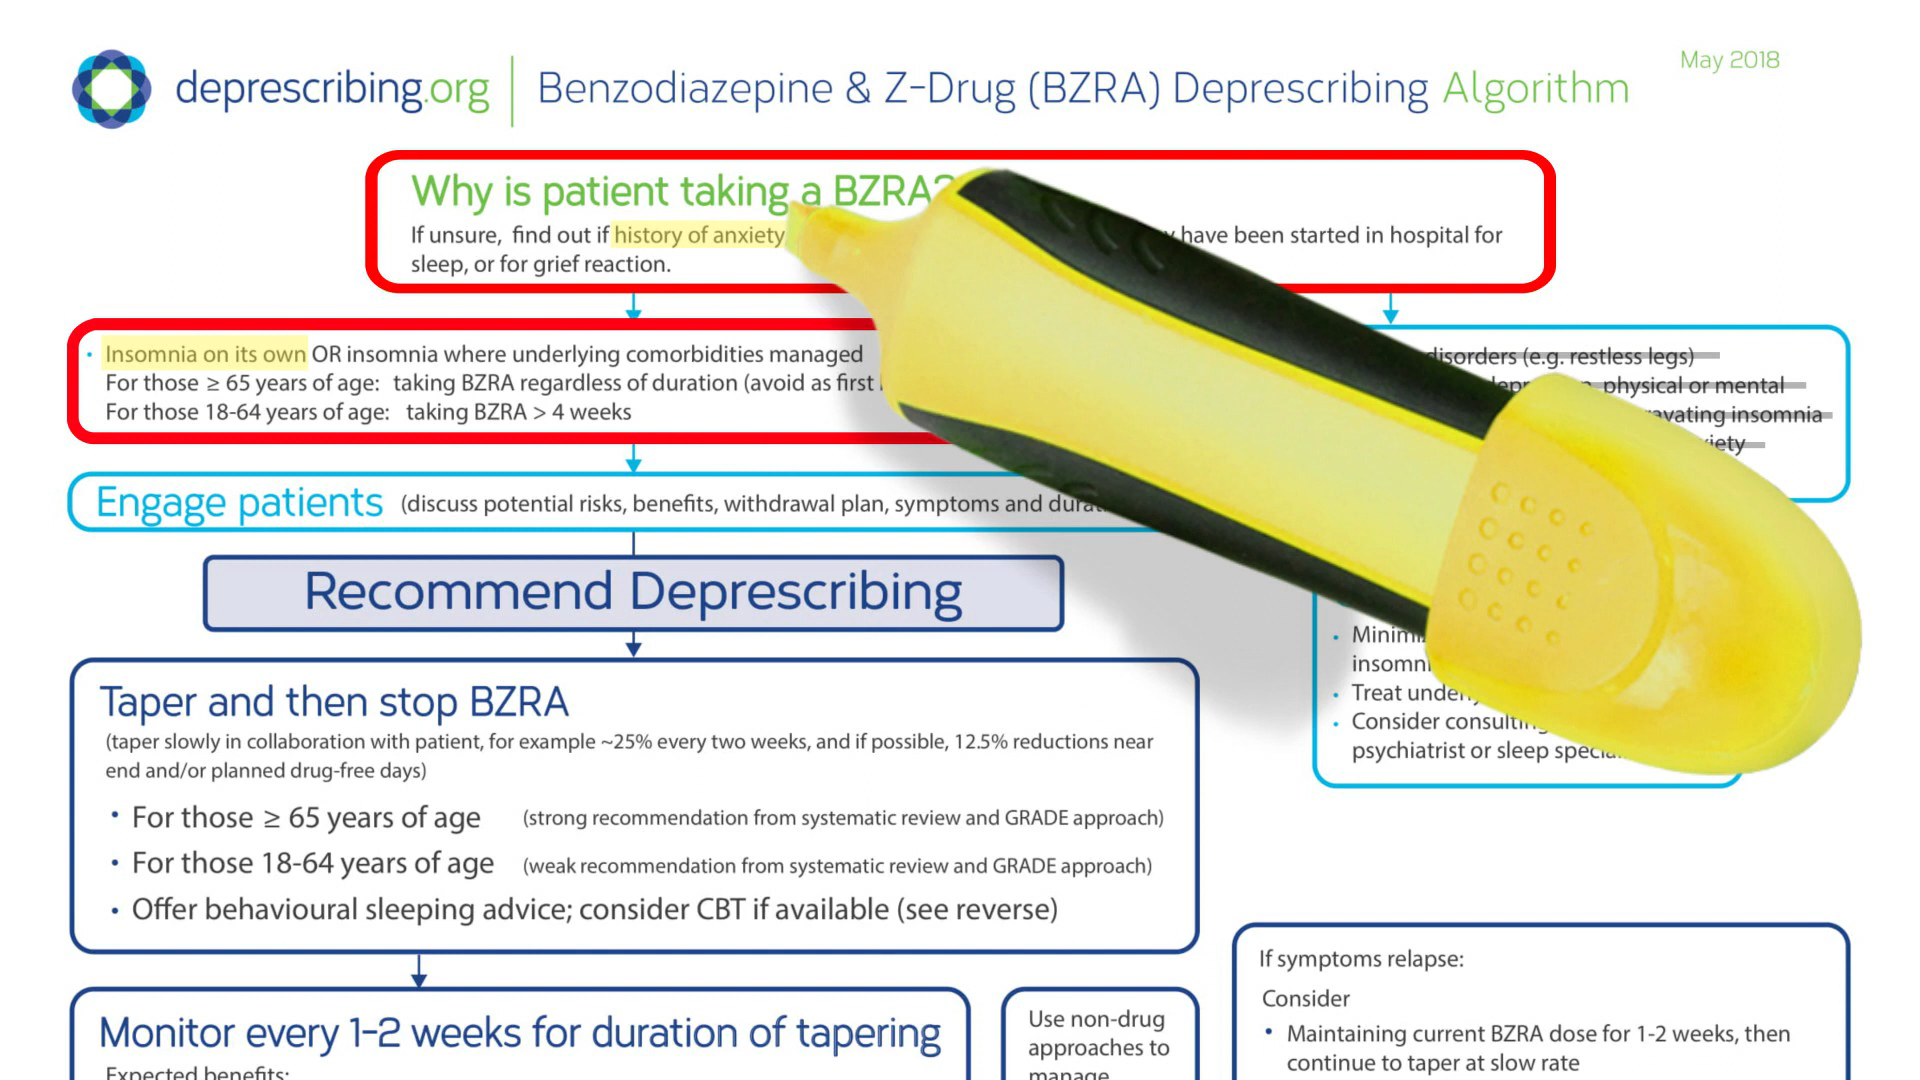 May 2018
deprescribing.org Benzodiazepine & Z-Drug (BZRA) Deprescribing Algorithm
Why is patient taking a BZRA?
If unsure, find out if history of anxiety have been started in hospital for
sleep, or for grief reaction.
· Insomnia on its own OR insomnia where underlying comorbidities managed
For those ≥ 65 years of age: taking BZRA regardless of duration (avoid as first
For those 18-64 years of age: taking BZRA > 4 weeks
disorders (e.g. restless legs)
physical or mental
insomnia
Engage patients (discuss potential risks, benefits, withdrawal plan, symptoms and
Recommend Deprescribing
· 
insomn
· Treat
· Consider
psychiatrist or sleep
Taper and then stop BZRA
(taper slowly in collaboration with patient, for example ~25% every two weeks, and if possible, 12.5% reductions near
end and/or planned drug-free days)
• For those ≥ 65 years of age (strong recommendation from systematic review and GRADE approach)
• For those 18-64 years of age (weak recommendation from systematic review and GRADE approach)
• Offer behavioural sleeping advice; consider CBT if available (see reverse)
Monitor every 1-2 weeks for duration of tapering
Expected benefits:
Use non-drug
approaches to
manage
If symptoms relapse:
Consider
• Maintaining current BZRA dose for 1-2 weeks, then
continue to taper at slow rate